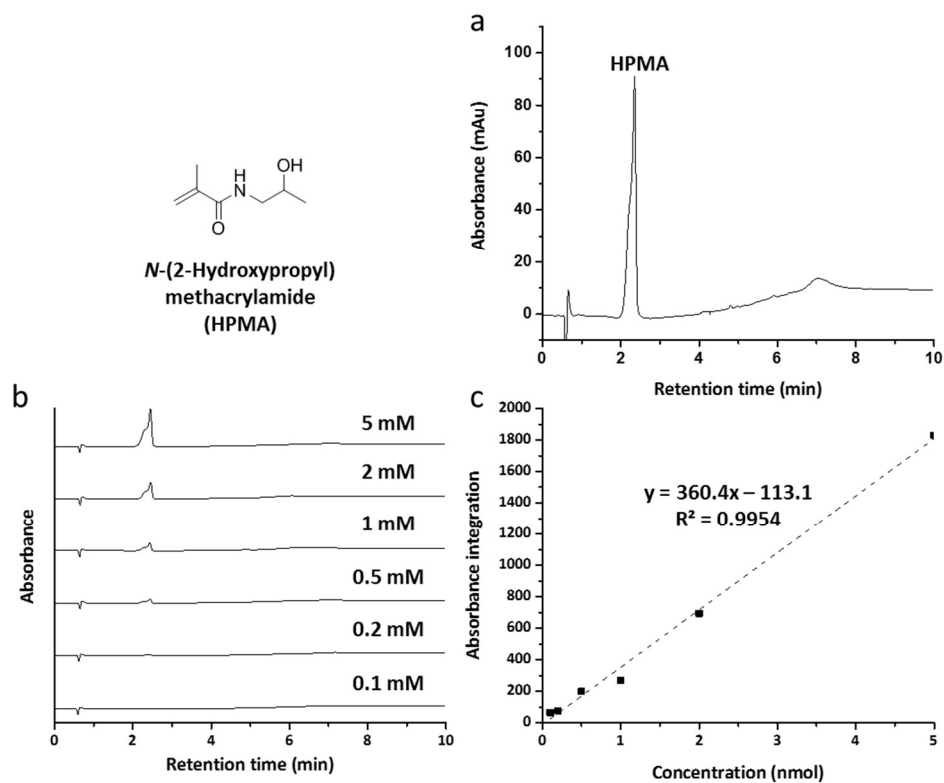 a
HPMA
Absorbance (mAu)
100
80
60
40
20
0
0
2
4
6
8
10
Retention time (min)
OH
H
N
O
N-(2-Hydroxypropyl)
methacrylamide
(HPMA)
b
5 mM
2 mM
1 mM
0.5 mM
0.2 mM
0.1 mM
Absorbance
0
2
4
6
8
10
Retention time (min)
c
2000
1800
1600
1400
1200
1000
800
600
400
200
0
Absorbance integration
y = 360.4x – 113.1
R² = 0.9954
0
1
2
3
4
5
Concentration (nmol)